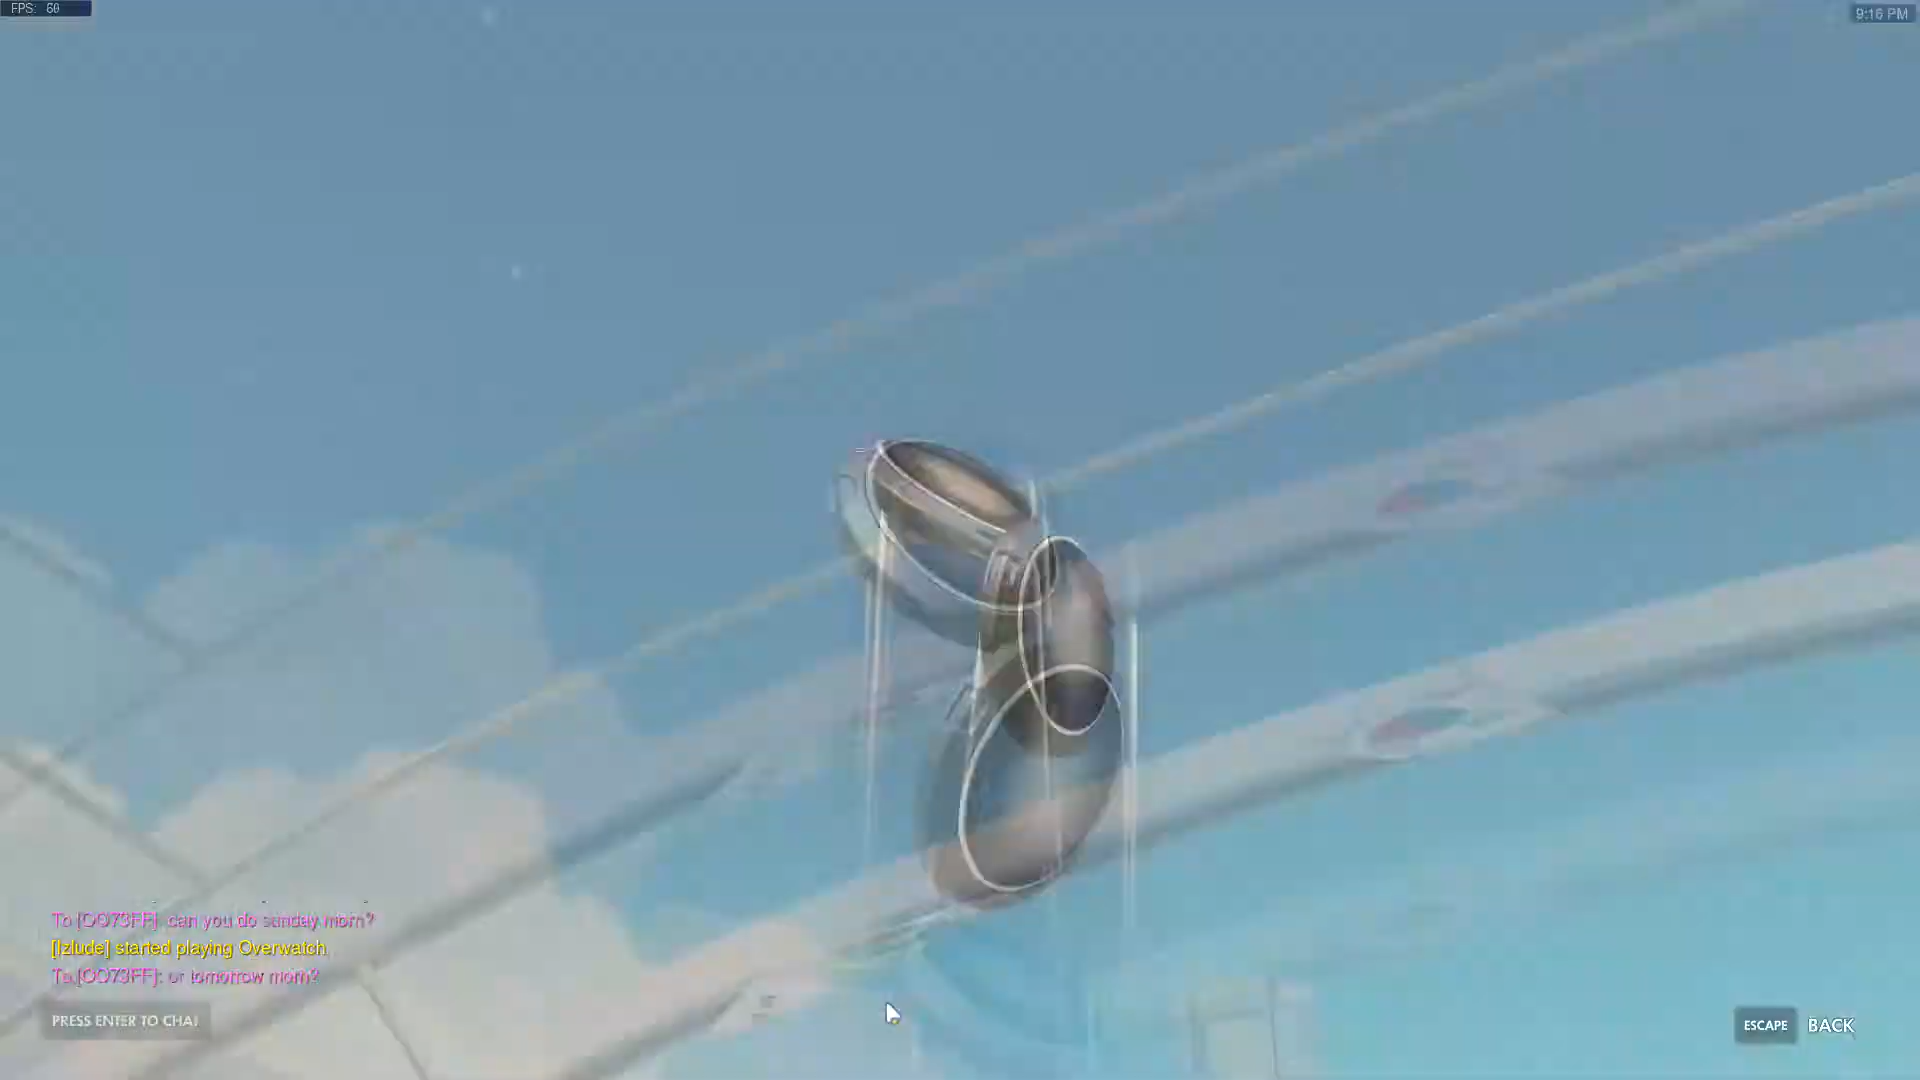 FPS: 60
9:16 PM
To [OO73FF]: can you do sunday morn?
[Izlude] started playing Overwatch.
To [OO73FF]: or tomorrow morn?
PRESS ENTER TO CHAT
ESCAPE BACK